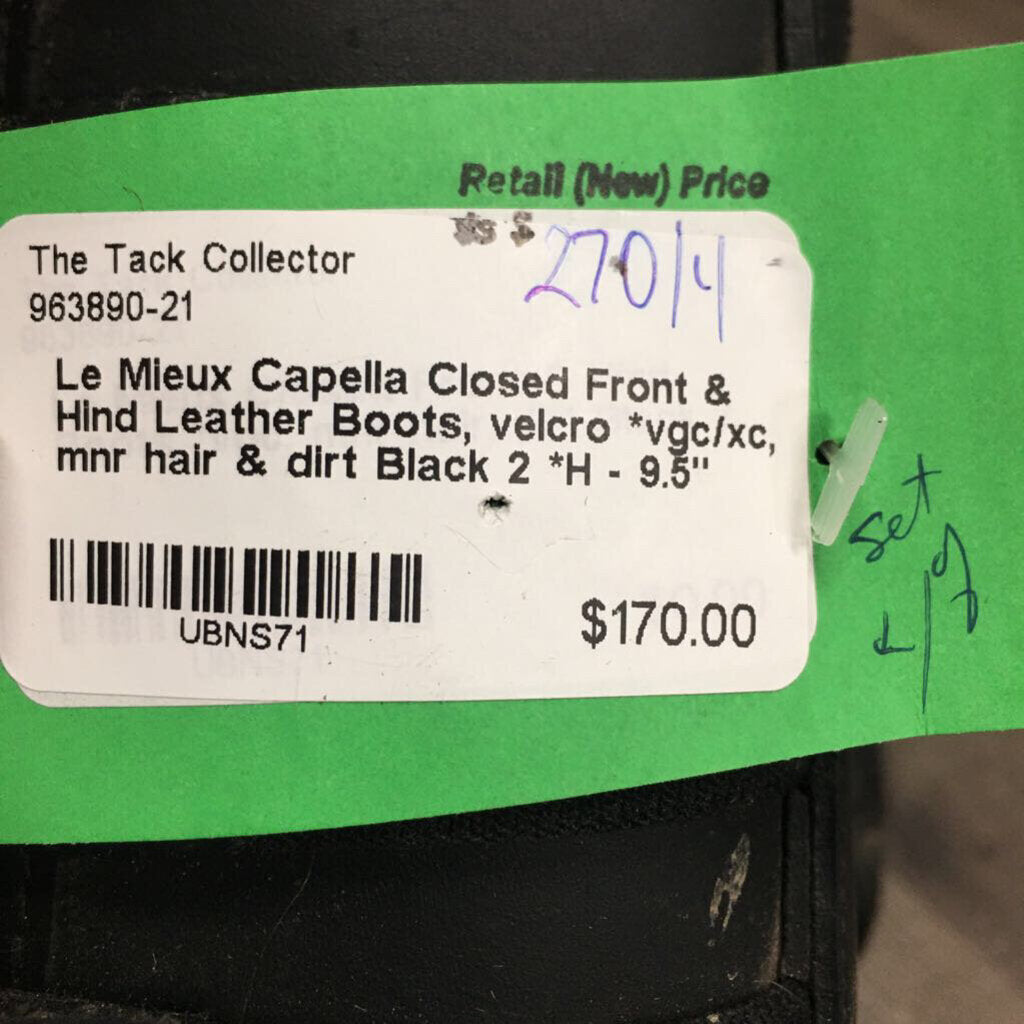 Retail (New) Price
is $ 270/4
The Tack Collector
963890-21
Le Mieux Capella Closed Front &
Hind Leather Boots, velcro *vgc/xc,
mnr hair & dirt Black 2 *H - 9.5"
UBNS71
$170.00
set